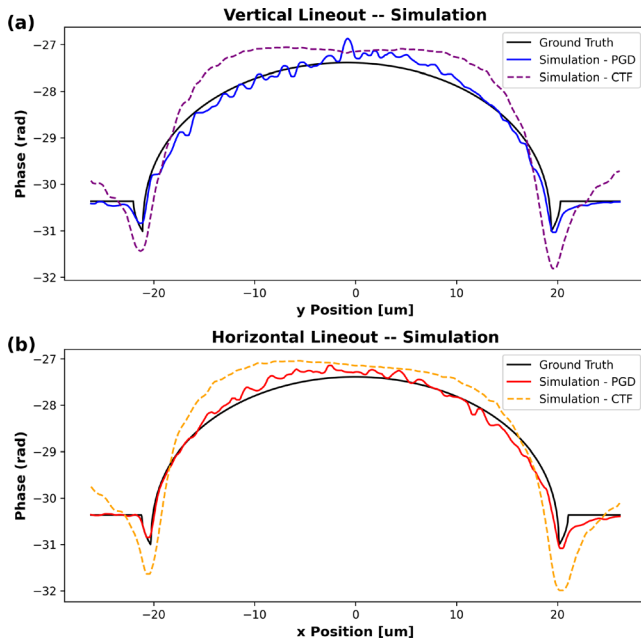 (a)
Vertical Lineout -- Simulation
Ground Truth
Simulation - PGD
Simulation - CTF
Phase (rad)
−27
−28
−29
−30
−31
−32
−20
−10
0
10
20
y Position [um]
(b)
Horizontal Lineout -- Simulation
Ground Truth
Simulation - PGD
Simulation - CTF
Phase (rad)
−27
−28
−29
−30
−31
−32
−20
−10
0
10
20
x Position [um]